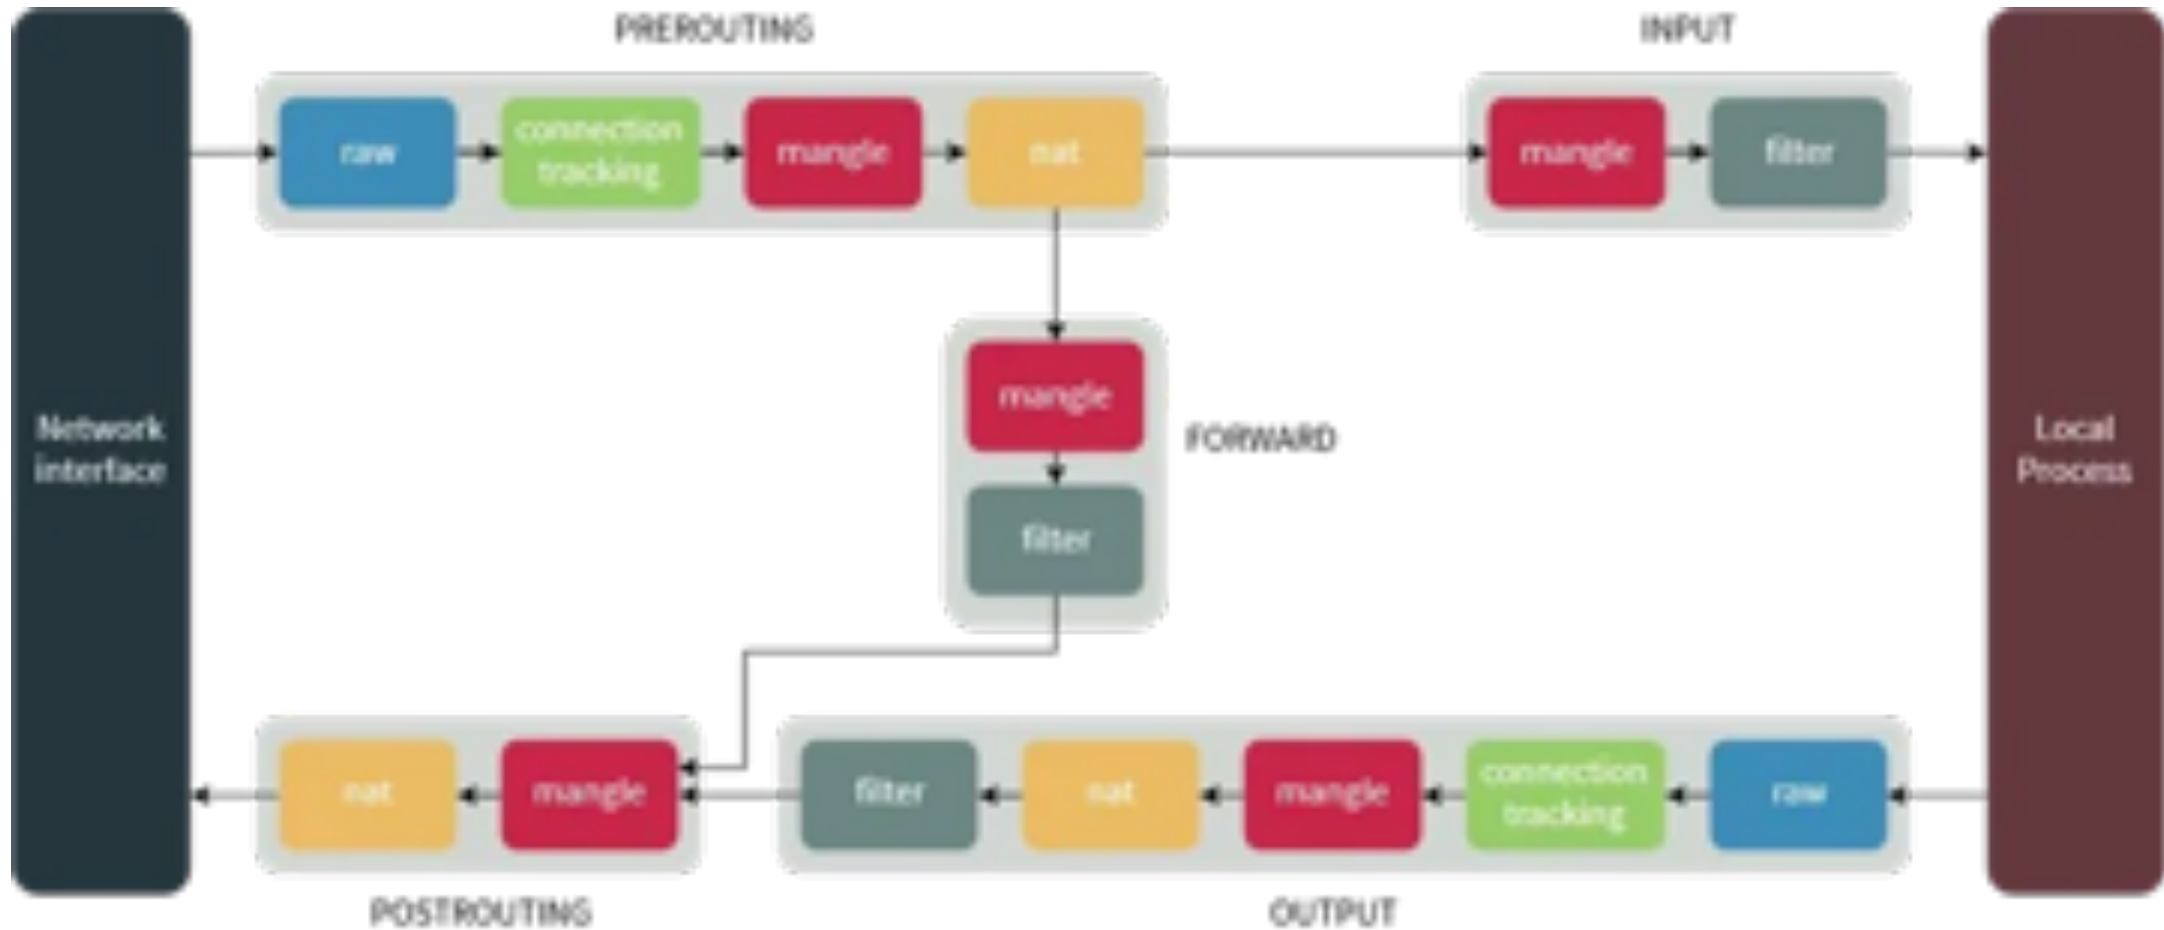 PREROUTING
INPUT
raw
connection
tracking
mangle
nat
mangle
filter
Network
interface
mangle
FORWARD
filter
Local
Process
nat
mangle
filter
nat
mangle
connection
tracking
raw
POSTROUTING
OUTPUT